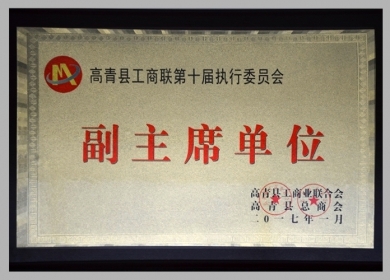 高青县工商联第十届执行委员会
副主席单位
高青县工商业联合会
高青县总商会
二〇一七年一月